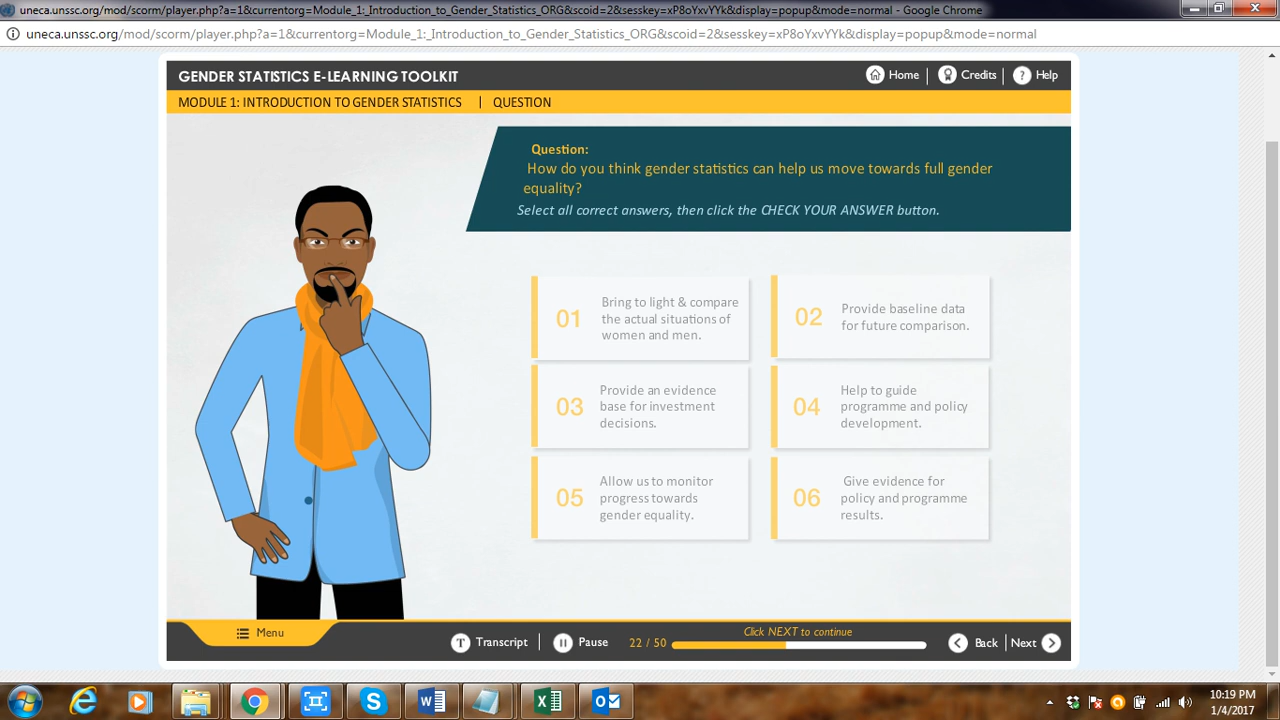 uneca.unssc.org/mod/scorm/player.php?a=1&currentorg=Module_1:_Introduction_to_Gender_Statistics_ORG&scoid=2&sesskey=xP8oYxvYYk&display=popup&mode=normal - Google Chrome
uneca.unssc.org/mod/scorm/player.php?a=1&currentorg=Module_1:_Introduction_to_Gender_Statistics_ORG&scoid=2&sesskey=xP8oYxvYYk&display=popup&mode=normal
GENDER STATISTICS E-LEARNING TOOLKIT
Home | Credits | Help
MODULE 1: INTRODUCTION TO GENDER STATISTICS | QUESTION
Question:
How do you think gender statistics can help us move towards full gender
equality?
Select all correct answers, then click the CHECK YOUR ANSWER button.
01
Bring to light & compare
the actual situations of
women and men.
02
Provide baseline data
for future comparison.
03
Provide an evidence
base for investment
decisions.
04
Help to guide
programme and policy
development.
05
Allow us to monitor
progress towards
gender equality.
06
Give evidence for
policy and programme
results.
Click NEXT to continue
Menu
T Transcript | Pause 22 / 50 Back | Next
10:19 PM
1/4/2017